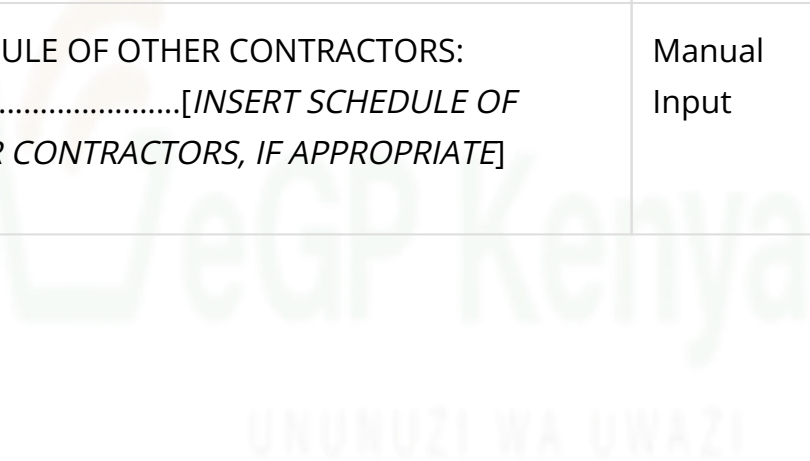 ULE OF OTHER CONTRACTORS:
.....................[INSERT SCHEDULE OF
R CONTRACTORS, IF APPROPRIATE]
Manual
Input
eGP Kenya
UNUNUZI WA UWAZI